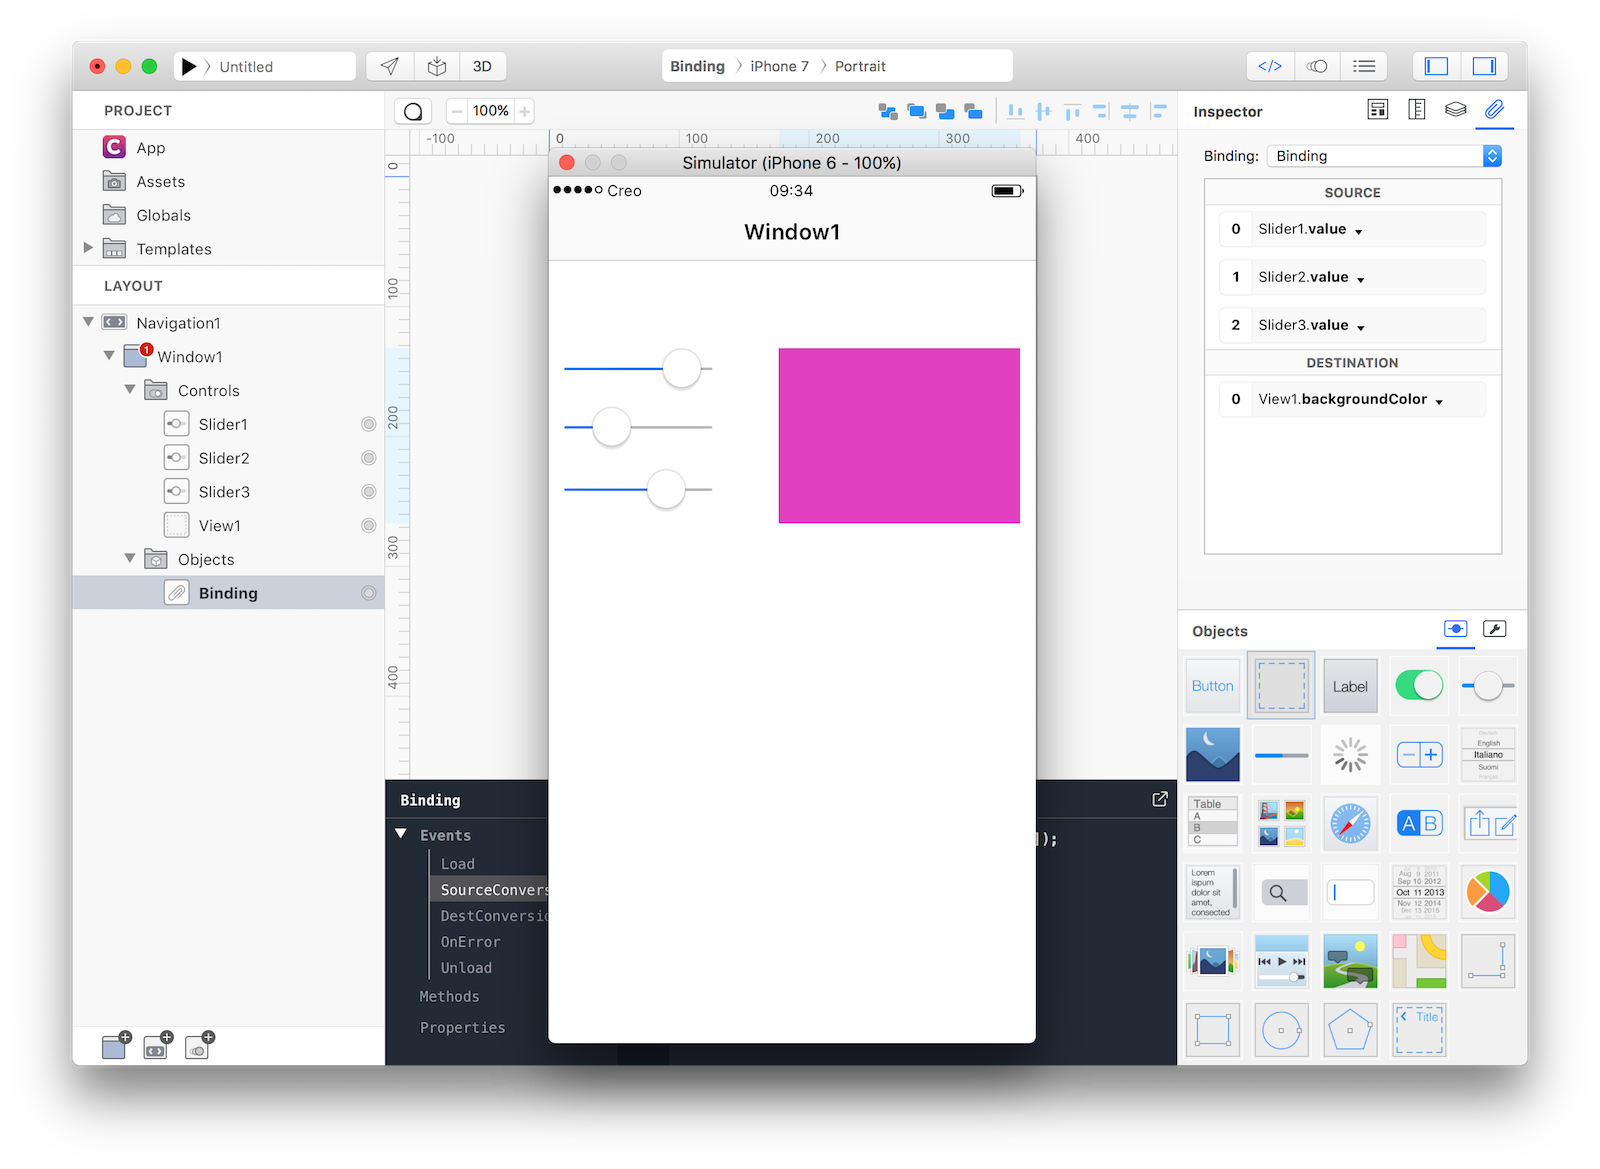 Untitled
3D
Binding
iPhone 7
Portrait
PROJECT
App
Assets
Globals
Templates
LAYOUT
Navigation1
1
Window1
Controls
Slider1
Slider2
Slider3
View1
Objects
Binding
100%
-100
0
100
200
300
400
0
100
200
300
400
Simulator (iPhone 6 - 100%)
Creo
09:34
Window1
Binding
Events
Load
SourceConvers
DestConversio
OnError
Unload
Methods
Properties
]);
Inspector
Binding:
Binding
SOURCE
0 Slider1.value
1 Slider2.value
2 Slider3.value
DESTINATION
0 View1.backgroundColor
Objects
Button
Label
Deutsch
English
Italiano
Suomi
Français
Table
A
B
C
A B
Lorem
ispum
dolor sit
amet,
consected
Aug 9 2011
Sep 10 2012
Oct 11 2013
Nov 12 2014
Dec 13 2015
Title